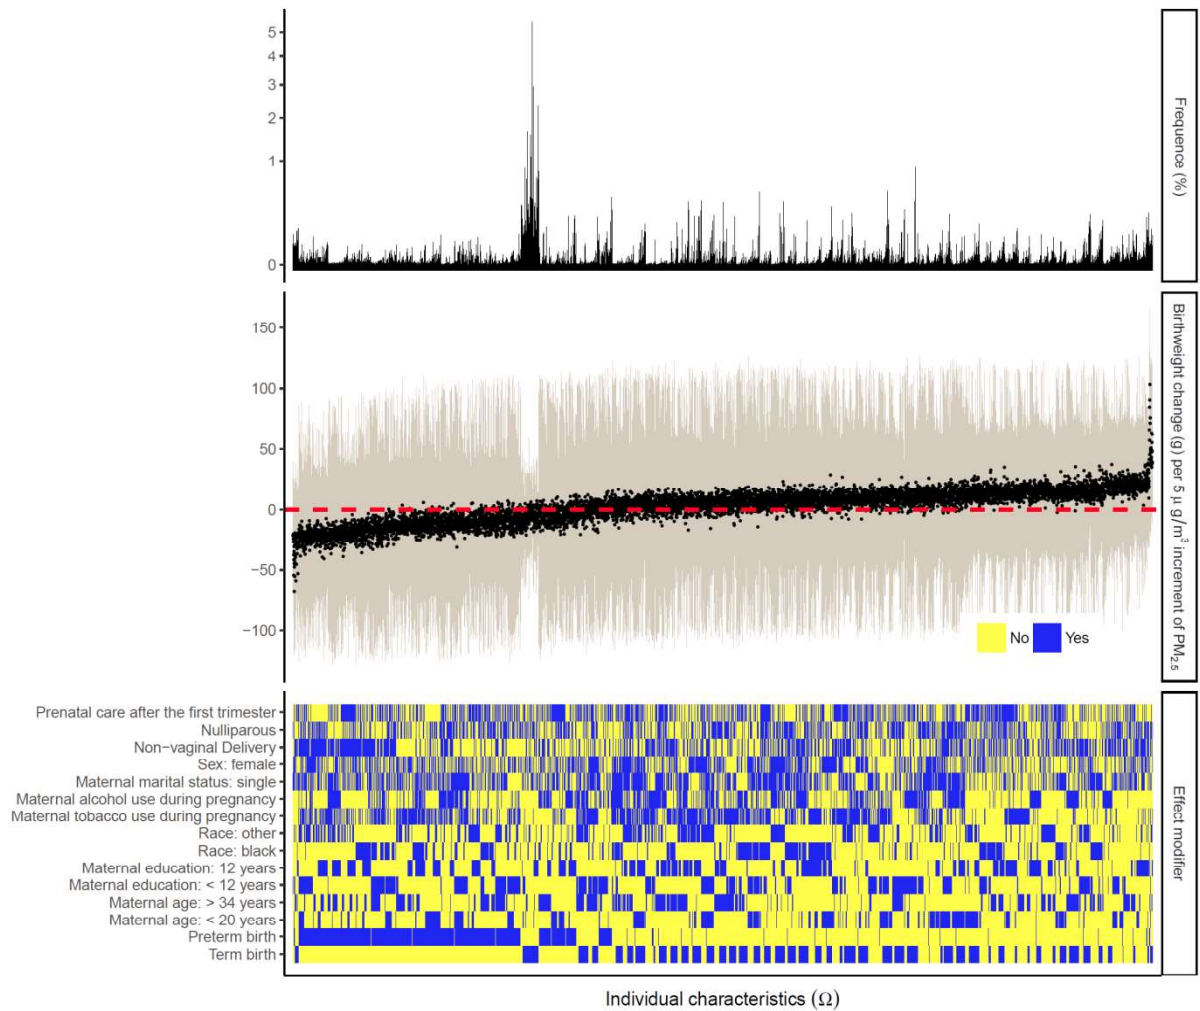 5
4
3
2
1
0
Frequence (%)
150
100
50
0
−50
−100
Birthweight change (g) per 5 μ g/m³ increment of PM₂.₅
No Yes
Prenatal care after the first trimester
Nulliparous
Non−vaginal Delivery
Sex: female
Maternal marital status: single
Maternal alcohol use during pregnancy
Maternal tobacco use during pregnancy
Race: other
Race: black
Maternal education: 12 years
Maternal education: < 12 years
Maternal age: > 34 years
Maternal age: < 20 years
Preterm birth
Term birth
Effect modifier
Individual characteristics (Ω)